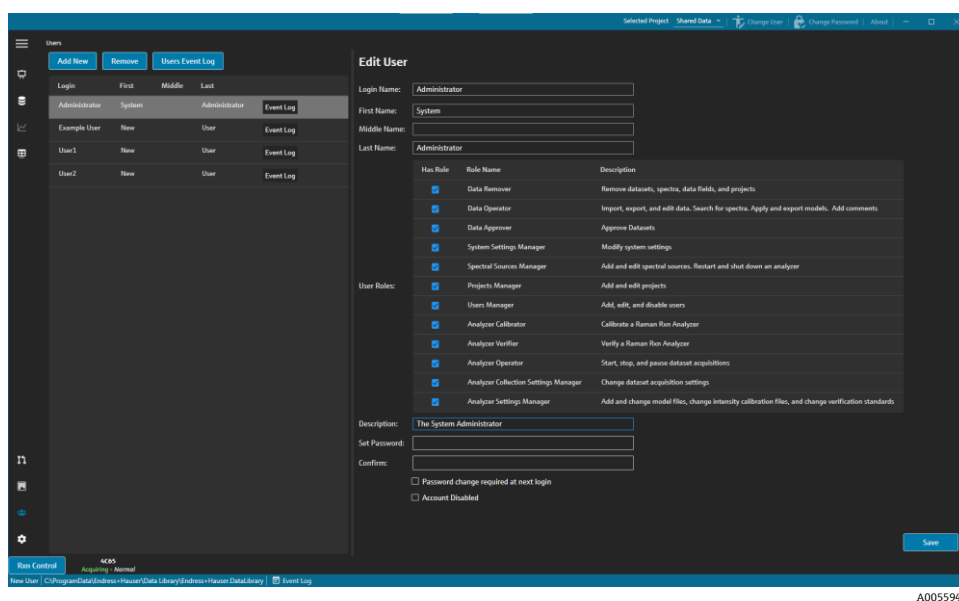 Selected Project Shared Data Change User Change Password About
Users
Add New Remove Users Event Log
Login First Middle Last
Administrator System Administrator Event Log
Example User New User Event Log
User1 New User Event Log
User2 New User Event Log
Edit User
Login Name: Administrator
First Name: System
Middle Name:
Last Name: Administrator
Has Role Role Name Description
Data Remover Remove datasets, spectra, data fields, and projects
Data Operator Import, export, and edit data. Search for spectra. Apply and export models. Add comments
Data Approver Approve Datasets
System Settings Manager Modify system settings
Spectral Sources Manager Add and edit spectral sources. Restart and shut down an analyzer
User Roles: Projects Manager Add and edit projects
Users Manager Add, edit, and disable users
Analyzer Calibrator Calibrate a Raman Rxn Analyzer
Analyzer Verifier Verify a Raman Rxn Analyzer
Analyzer Operator Start, stop, and pause dataset acquisitions
Analyzer Collection Settings Manager Change dataset acquisition settings
Analyzer Settings Manager Add and change model files, change intensity calibration files, and change verification standards
Description: The System Administrator
Set Password:
Confirm:
Password change required at next login
Account Disabled
Save
Rxn Control 4C65
Acquiring - Normal
New User C:\ProgramData\Endress+Hauser\Data Library\Endress+Hauser.DataLibrary Event Log
A005594